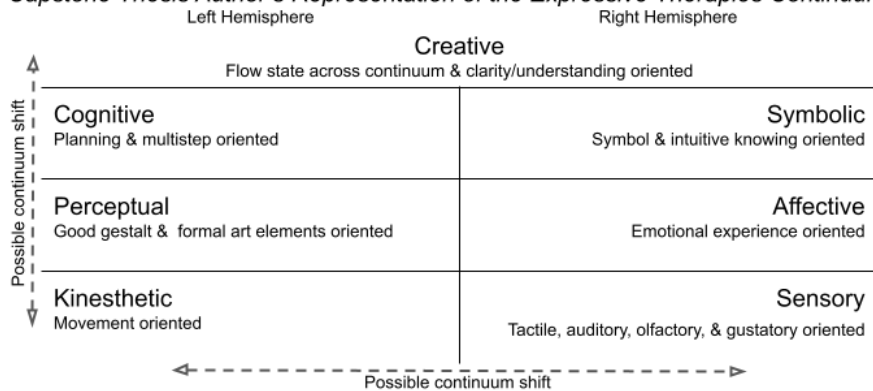 Capstone Thesis Author's Representation of the Expressive Therapies Continuum
Left Hemisphere
Right Hemisphere
Creative
Flow state across continuum & clarity/understanding oriented
Cognitive
Planning & multistep oriented
Symbolic
Symbol & intuitive knowing oriented
Perceptual
Good gestalt & formal art elements oriented
Affective
Emotional experience oriented
Kinesthetic
Movement oriented
Sensory
Tactile, auditory, olfactory, & gustatory oriented
Possible continuum shift
Possible continuum shift